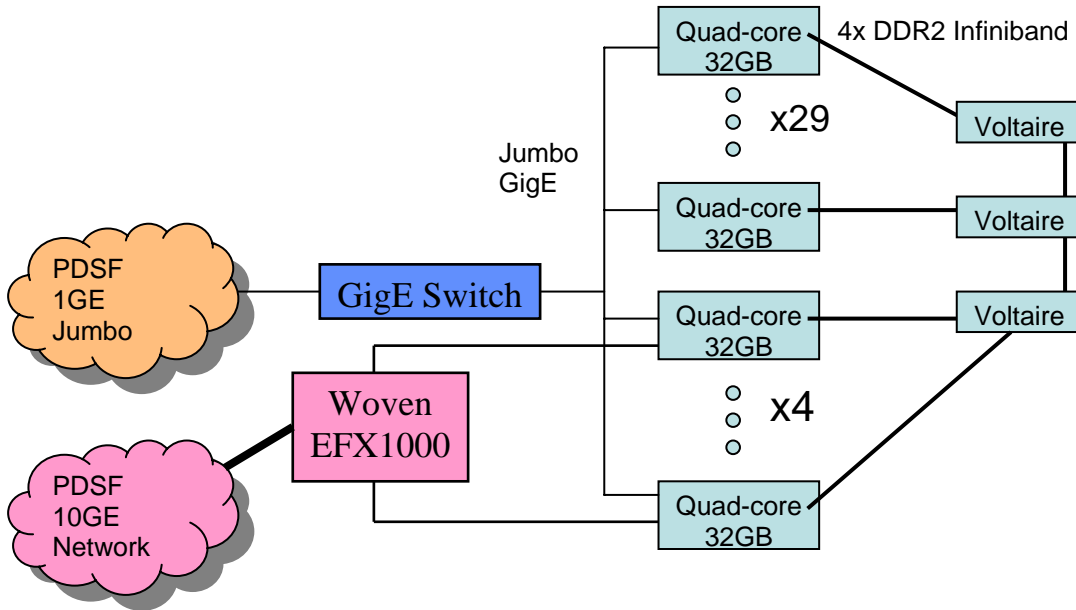 Quad-core
32GB
4x DDR2 Infiniband
x29
Voltaire
Jumbo
GigE
Quad-core
32GB
Voltaire
PDSF
1GE
Jumbo
GigE Switch
Quad-core
32GB
Voltaire
Woven
EFX1000
x4
PDSF
10GE
Network
Quad-core
32GB